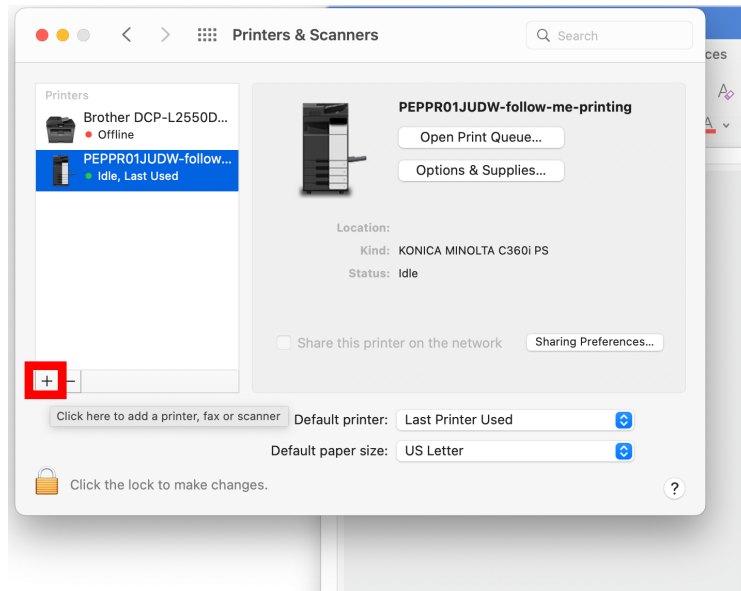 Printers & Scanners
Search
ces
Printers
Brother DCP-L2550D...
Offline
PEPPR01JUDW-follow...
Idle, Last Used
PEPPR01JUDW-follow-me-printing
Open Print Queue...
Options & Supplies...
Location:
Kind: KONICA MINOLTA C360i PS
Status: Idle
Share this printer on the network
Sharing Preferences...
+ −
Click here to add a printer, fax or scanner
Default printer: Last Printer Used
Default paper size: US Letter
Click the lock to make changes.
?
A
A